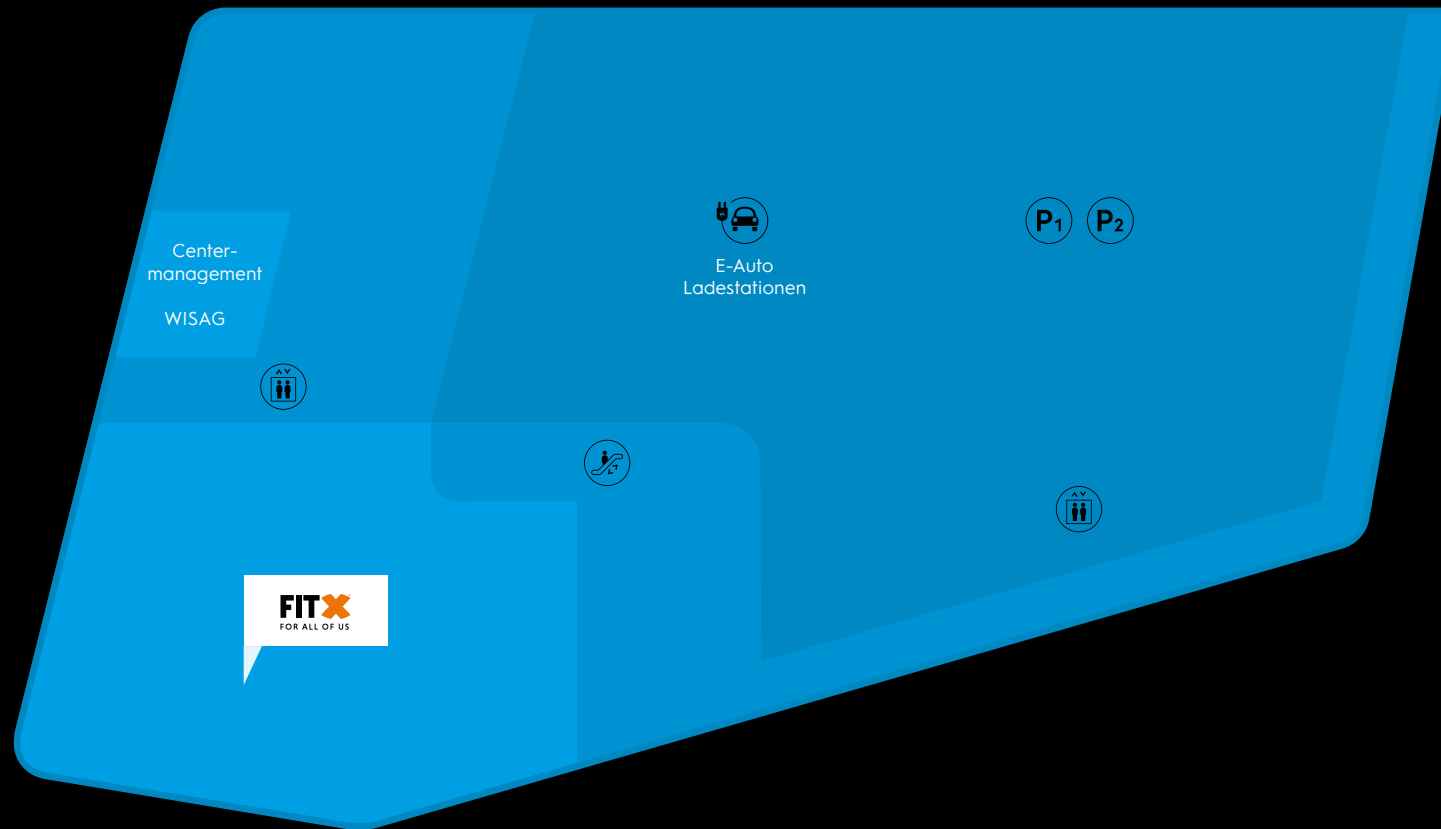 Center-
management
WISAG
E-Auto
Ladestationen
P1 P2
FITX
FOR ALL OF US